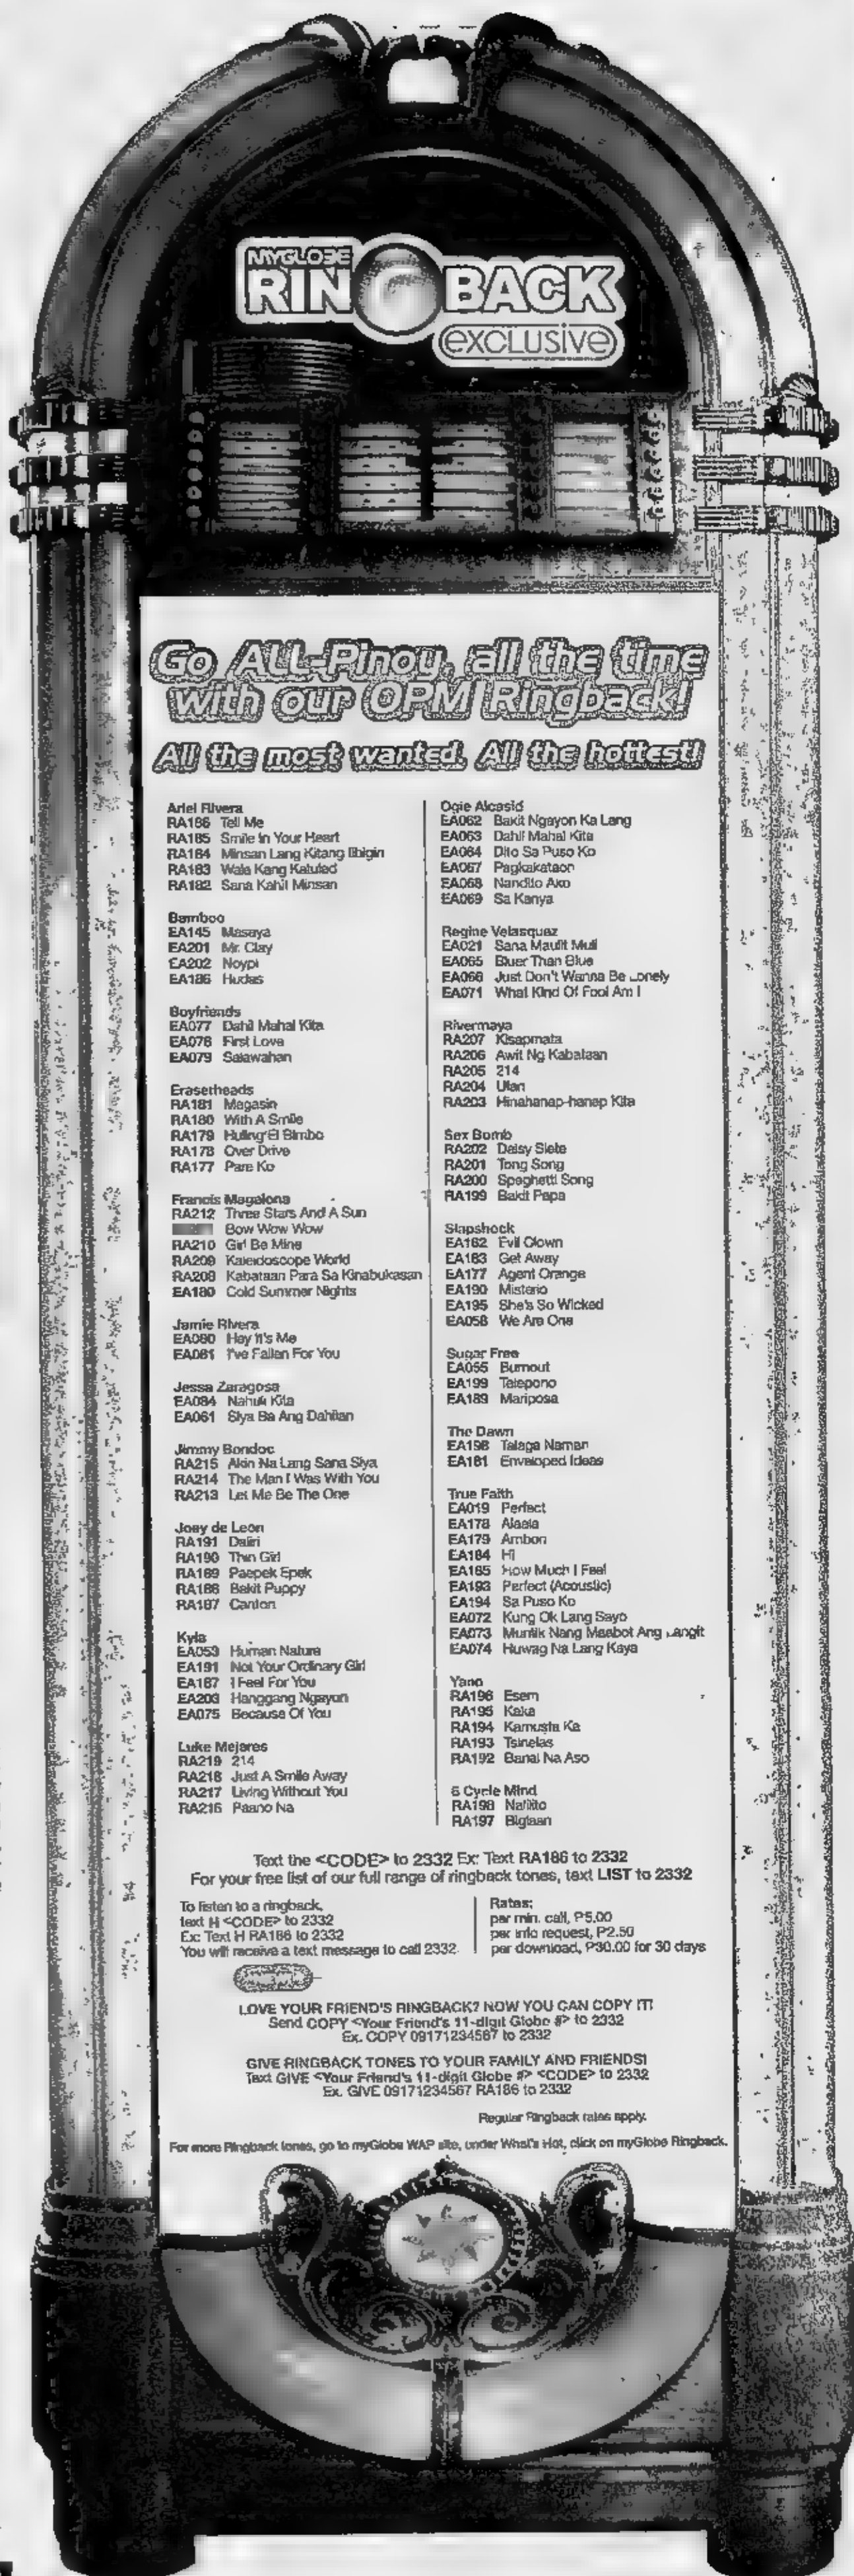 MYGLOBE
RINGBACK
exclusive
Go ALL-Pinoy, all the time
with our OPM Ringback!
All the most wanted. All the hottest!
Ariel Rivera
RA186 Tell Me
RA185 Smile In Your Heart
RA184 Minsan Lang Kitang Iibigin
RA183 Wala Kang Katulad
RA182 Sana Kahit Minsan
Bamboo
EA145 Masaya
EA201 Mr. Clay
EA202 Noypi
EA186 Hudas
Boyfriends
EA077 Dahil Mahal Kita
EA078 First Love
EA079 Salawahan
Eraseheads
RA181 Magasin
RA180 With A Smile
RA179 Huling El Bimbo
RA178 Over Drive
RA177 Pare Ko
Francis Magalona
RA212 Three Stars And A Sun
Bow Wow Wow
RA210 Girl Be Mine
RA209 Kaleidoscope World
RA208 Kabataan Para Sa Kinabukasan
EA180 Cold Summer Nights
Jamie Rivera
EA080 Hey It's Me
EA081 I've Fallen For You
Jessa Zaragosa
EA084 Nahuli Kita
EA061 Siya Ba Ang Dahilan
Jimmy Bondoc
RA215 Akin Na Lang Sana Siya
RA214 The Man I Was With You
RA213 Let Me Be The One
Joey de Leon
RA191 Daiiri
RA190 Thin Girl
RA189 Paepek Epek
RA188 Bakit Puppy
RA187 Canton
Kyla
EA053 Human Nature
EA191 Not Your Ordinary Girl
EA187 I Feel For You
EA203 Hanggang Ngayon
EA075 Because Of You
Luke Mejares
RA219 214
RA218 Just A Smile Away
RA217 Living Without You
RA216 Paano Na
Ogie Alcasid
EA062 Bakit Ngayon Ka Lang
EA063 Dahil Mahal Kita
EA064 Dito Sa Puso Ko
EA067 Pagkakataon
EA068 Nandito Ako
EA069 Sa Kanya
Regine Velasquez
EA021 Sana Maulit Muli
EA065 Bluer Than Blue
EA066 Just Don't Wanna Be Lonely
EA071 What Kind Of Fool Am I
Rivermaya
RA207 Kisapmata
RA206 Awit Ng Kabataan
RA205 214
RA204 Ulan
RA203 Hinahanap-hanap Kita
Sex Bomb
RA202 Daisy Siete
RA201 Tong Song
RA200 Spaghetti Song
RA199 Bakit Papa
Slapshock
EA162 Evil Clown
EA183 Get Away
EA177 Agent Orange
EA190 Misterio
EA195 She's So Wicked
EA058 We Are One
Sugar Free
EA055 Burnout
EA199 Telepono
EA189 Mariposa
The Dawn
EA198 Talaga Naman
EA181 Enveloped Ideas
True Faith
EA019 Perfect
EA178 Alaala
EA179 Ambon
EA184 Hi
EA185 How Much I Feel
EA193 Perfect (Acoustic)
EA194 Sa Puso Ko
EA072 Kung Ok Lang Sayo
EA073 Muntik Nang Maabot Ang Langit
EA074 Huwag Na Lang Kaya
Yano
RA196 Esem
RA195 Kaka
RA194 Kamusta Ka
RA193 Tsinelas
RA192 Banal Na Aso
6 Cycle Mind
RA198 Nalilito
RA197 Biglaan
Text the <CODE> to 2332 Ex: Text RA186 to 2332
For your free list of our full range of ringback tones, text LIST to 2332
To listen to a ringback,
text H <CODE> to 2332
Ex: Text H RA186 to 2332
You will receive a text message to call 2332.
Rates:
per min. call, P5.00
per info request, P2.50
per download, P30.00 for 30 days
LOVE YOUR FRIEND'S RINGBACK? NOW YOU CAN COPY IT!
Send COPY <Your Friend's 11-digit Globe #> to 2332
Ex. COPY 09171234567 to 2332
GIVE RINGBACK TONES TO YOUR FAMILY AND FRIENDS!
Text GIVE <Your Friend's 11-digit Globe #> <CODE> to 2332
Ex. GIVE 09171234567 RA186 to 2332
Regular Ringback rates apply.
For more Ringback tones, go to myGlobe WAP site, under What's Hot, click on myGlobe Ringback.